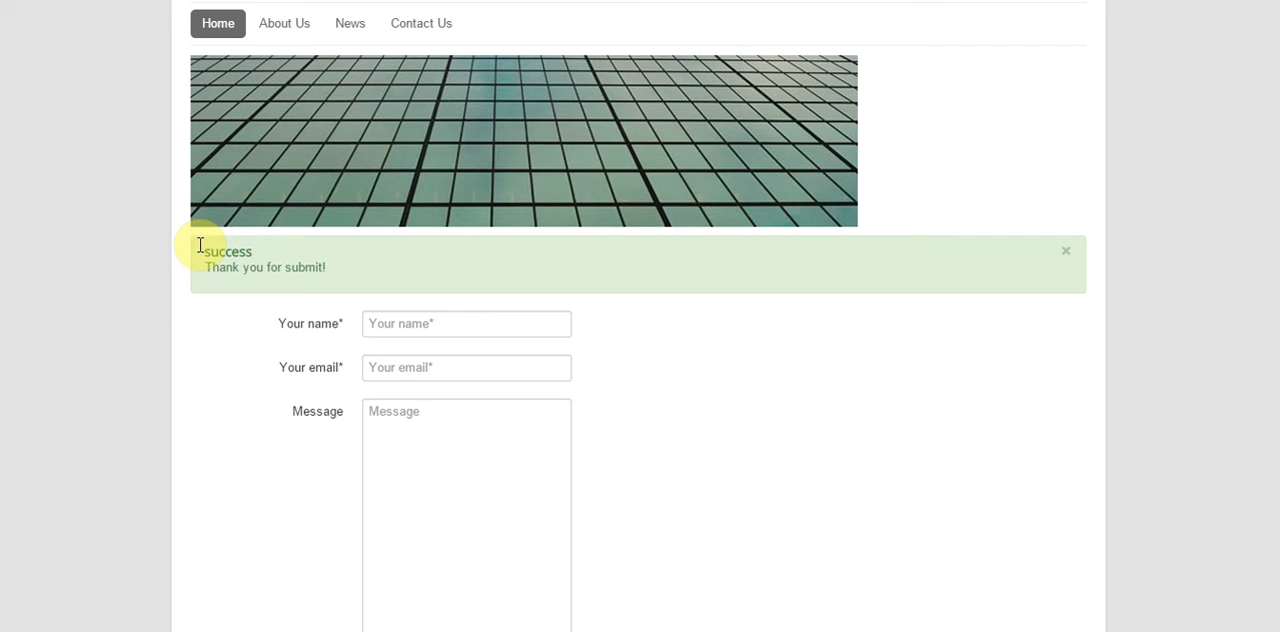 Home About Us News Contact Us
success
×
Thank you for submit!
Your name* Your name*
Your email* Your email*
Message Message